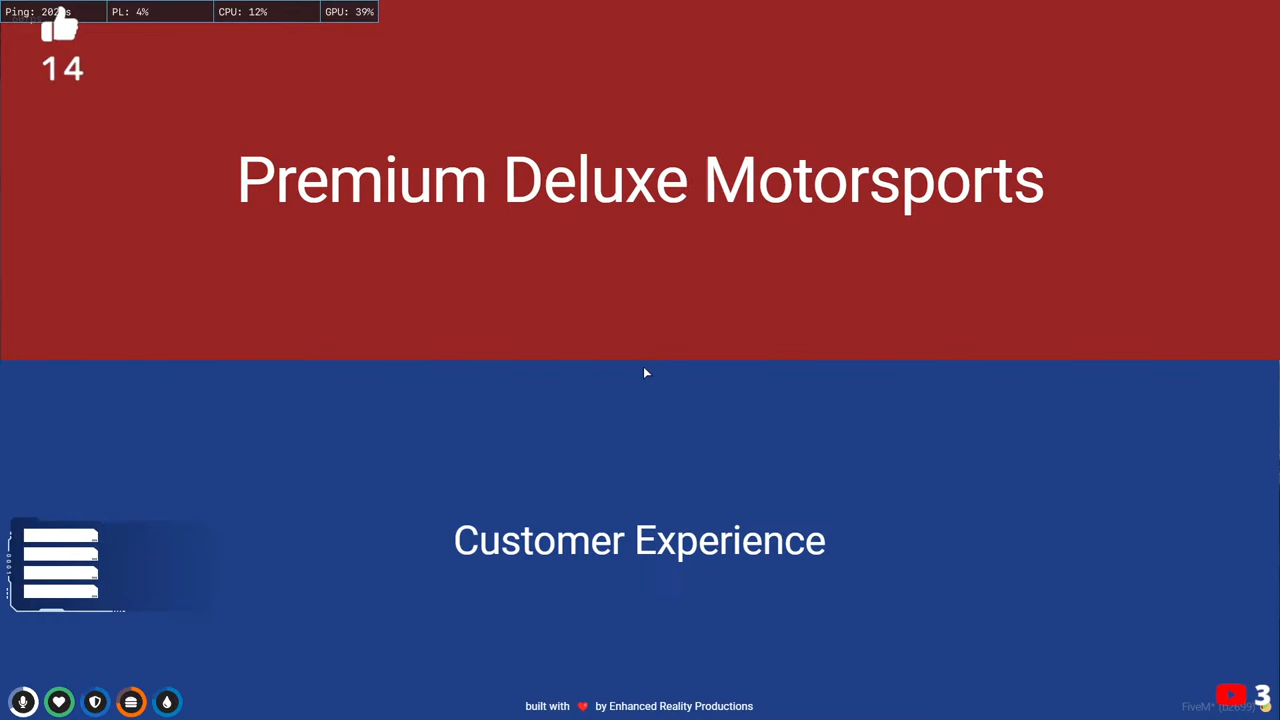 PL: 4%
CPU: 12%
GPU: 39%
14
Premium Deluxe Motorsports
Customer Experience
built with ❤ by Enhanced Reality Productions
FiveM*
3